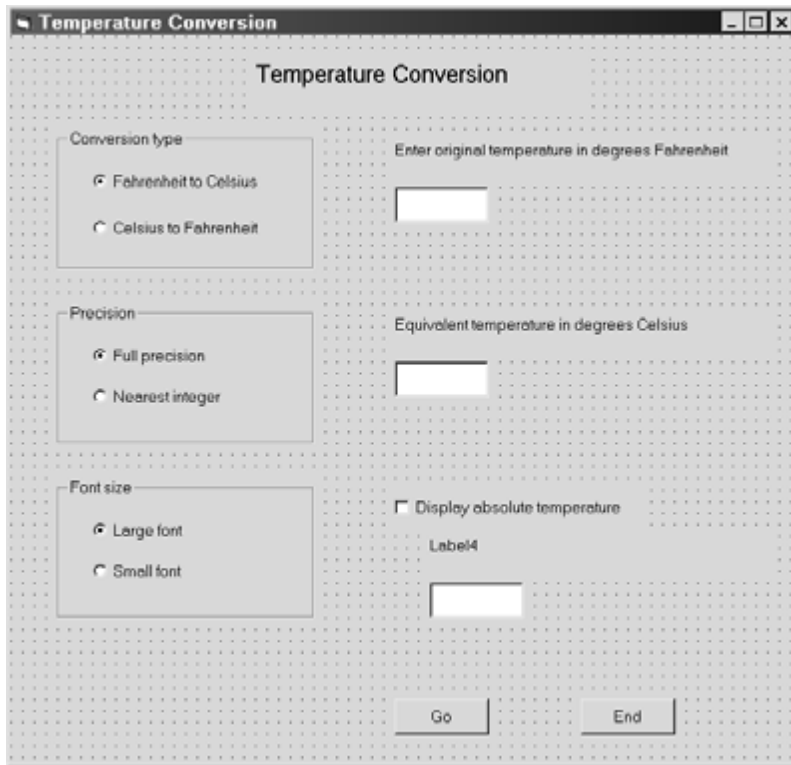 Temperature Conversion
Temperature Conversion
Conversion type
Fahrenheit to Celsius
Celsius to Fahrenheit
Enter original temperature in degrees Fahrenheit
Precision
Full precision
Nearest integer
Equivalent temperature in degrees Celsius
Font size
Large font
Small font
Display absolute temperature
Label4
Go
End